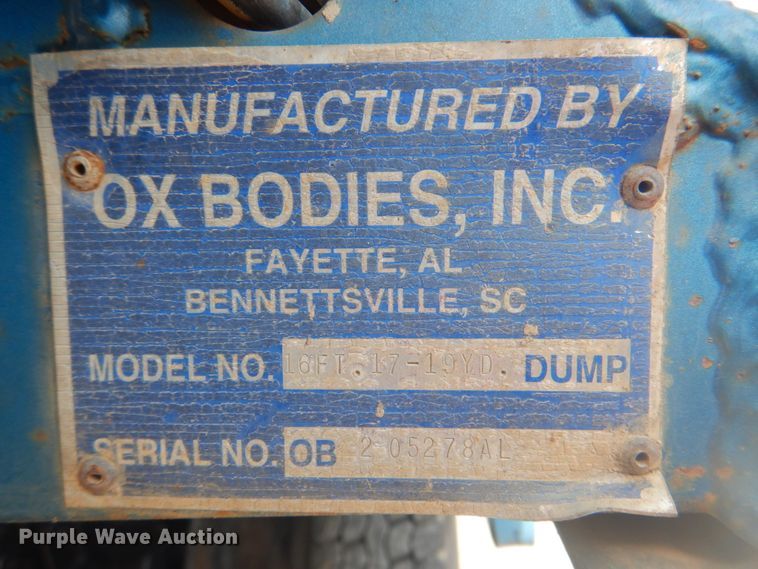 MANUFACTURED BY
OX BODIES, INC.
FAYETTE, AL
BENNETTSVILLE, SC
MODEL NO. 16FT.17-19YD. DUMP
SERIAL NO. OB 2 05278AL
Purple Wave Auction